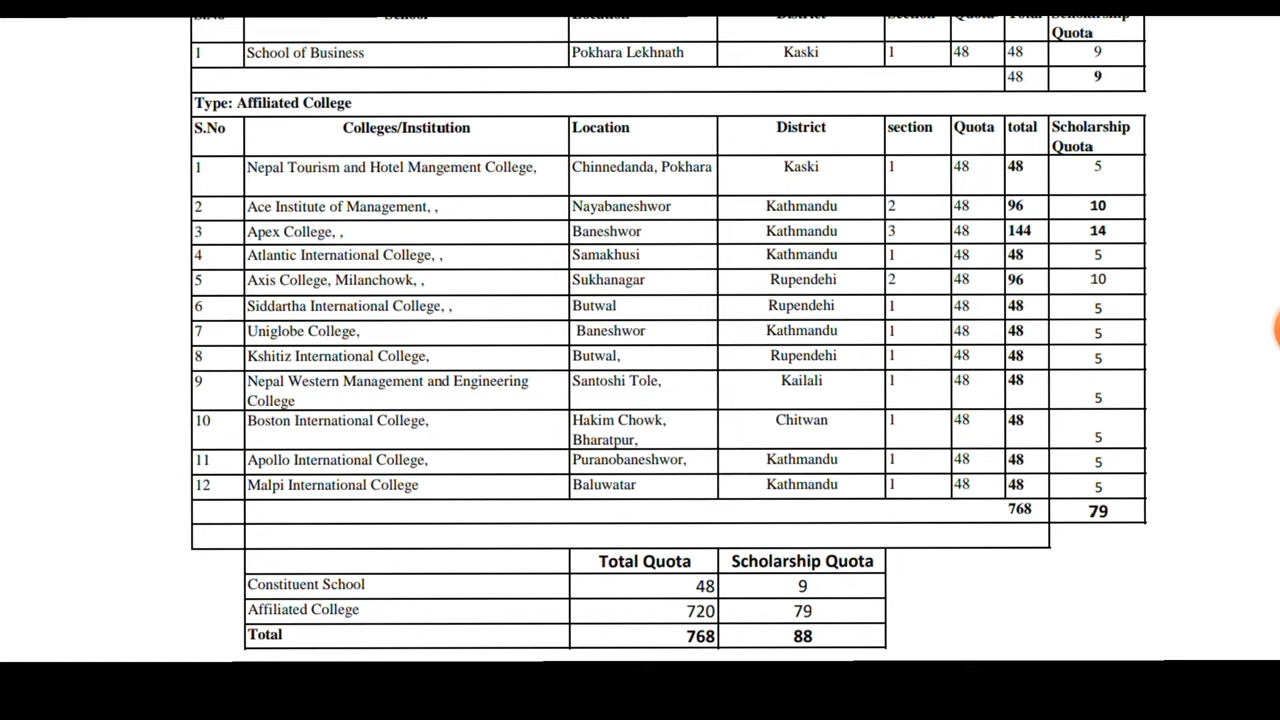 S.No School Location District Section Quota Total Scholarship Quota
1 School of Business Pokhara Lekhnath Kaski 1 48 48 9
48 9
Type: Affiliated College
S.No Colleges/Institution Location District section Quota total Scholarship Quota
1 Nepal Tourism and Hotel Mangement College, Chinnedanda, Pokhara Kaski 1 48 48 5
2 Ace Institute of Management, , Nayabaneshwor Kathmandu 2 48 96 10
3 Apex College, , Baneshwor Kathmandu 3 48 144 14
4 Atlantic International College, , Samakhusi Kathmandu 1 48 48 5
5 Axis College, Milanchowk, , Sukhanagar Rupendehi 2 48 96 10
6 Siddartha International College, , Butwal Rupendehi 1 48 48 5
7 Uniglobe College, Baneshwor Kathmandu 1 48 48 5
8 Kshitiz International College, Butwal, Rupendehi 1 48 48 5
9 Nepal Western Management and Engineering College Santoshi Tole, Kailali 1 48 48 5
10 Boston International College, Hakim Chowk, Bharatpur, Chitwan 1 48 48 5
11 Apollo International College, Puranobaneshwor, Kathmandu 1 48 48 5
12 Malpi International College Baluwatar Kathmandu 1 48 48 5
768 79
Total Quota Scholarship Quota
Constituent School 48 9
Affiliated College 720 79
Total 768 88